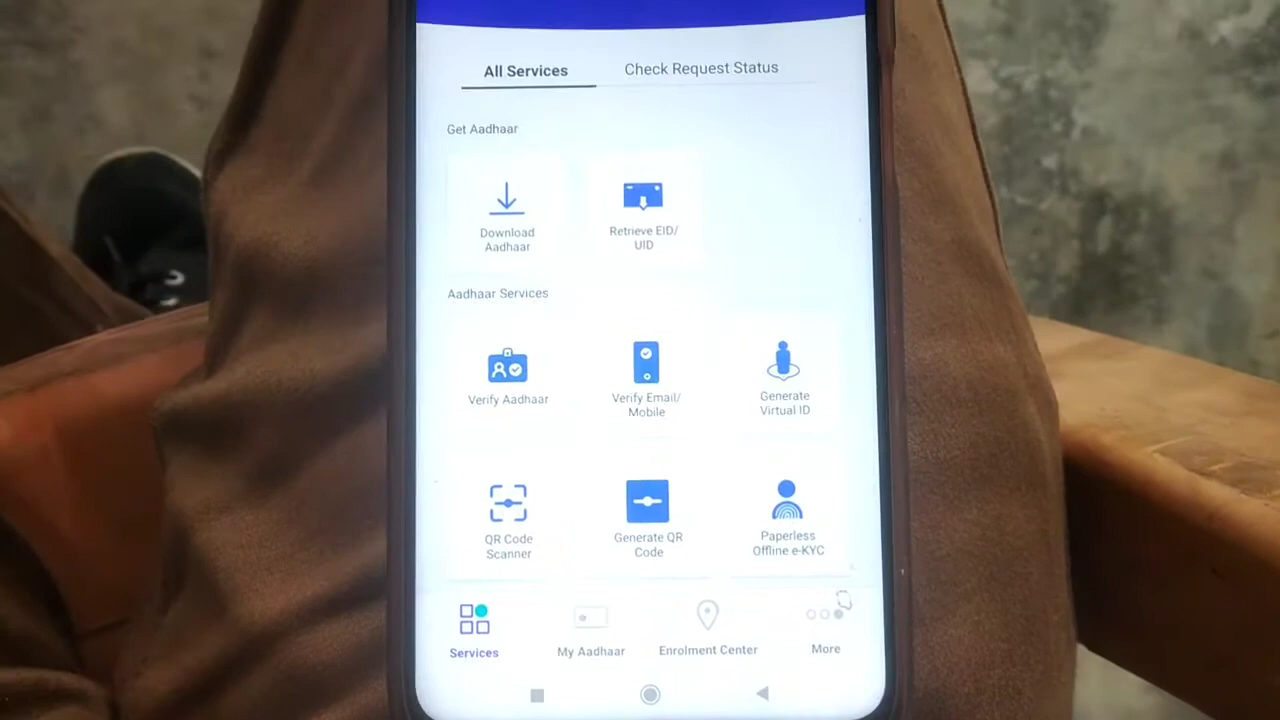 All Services
Check Request Status
Get Aadhaar
Download
Aadhaar
Retrieve EID/
UID
Aadhaar Services
Verify Aadhaar
Verify Email/
Mobile
Generate
Virtual ID
QR Code
Scanner
Generate QR
Code
Paperless
Offline e-KYC
Services
My Aadhaar
Enrolment Center
More